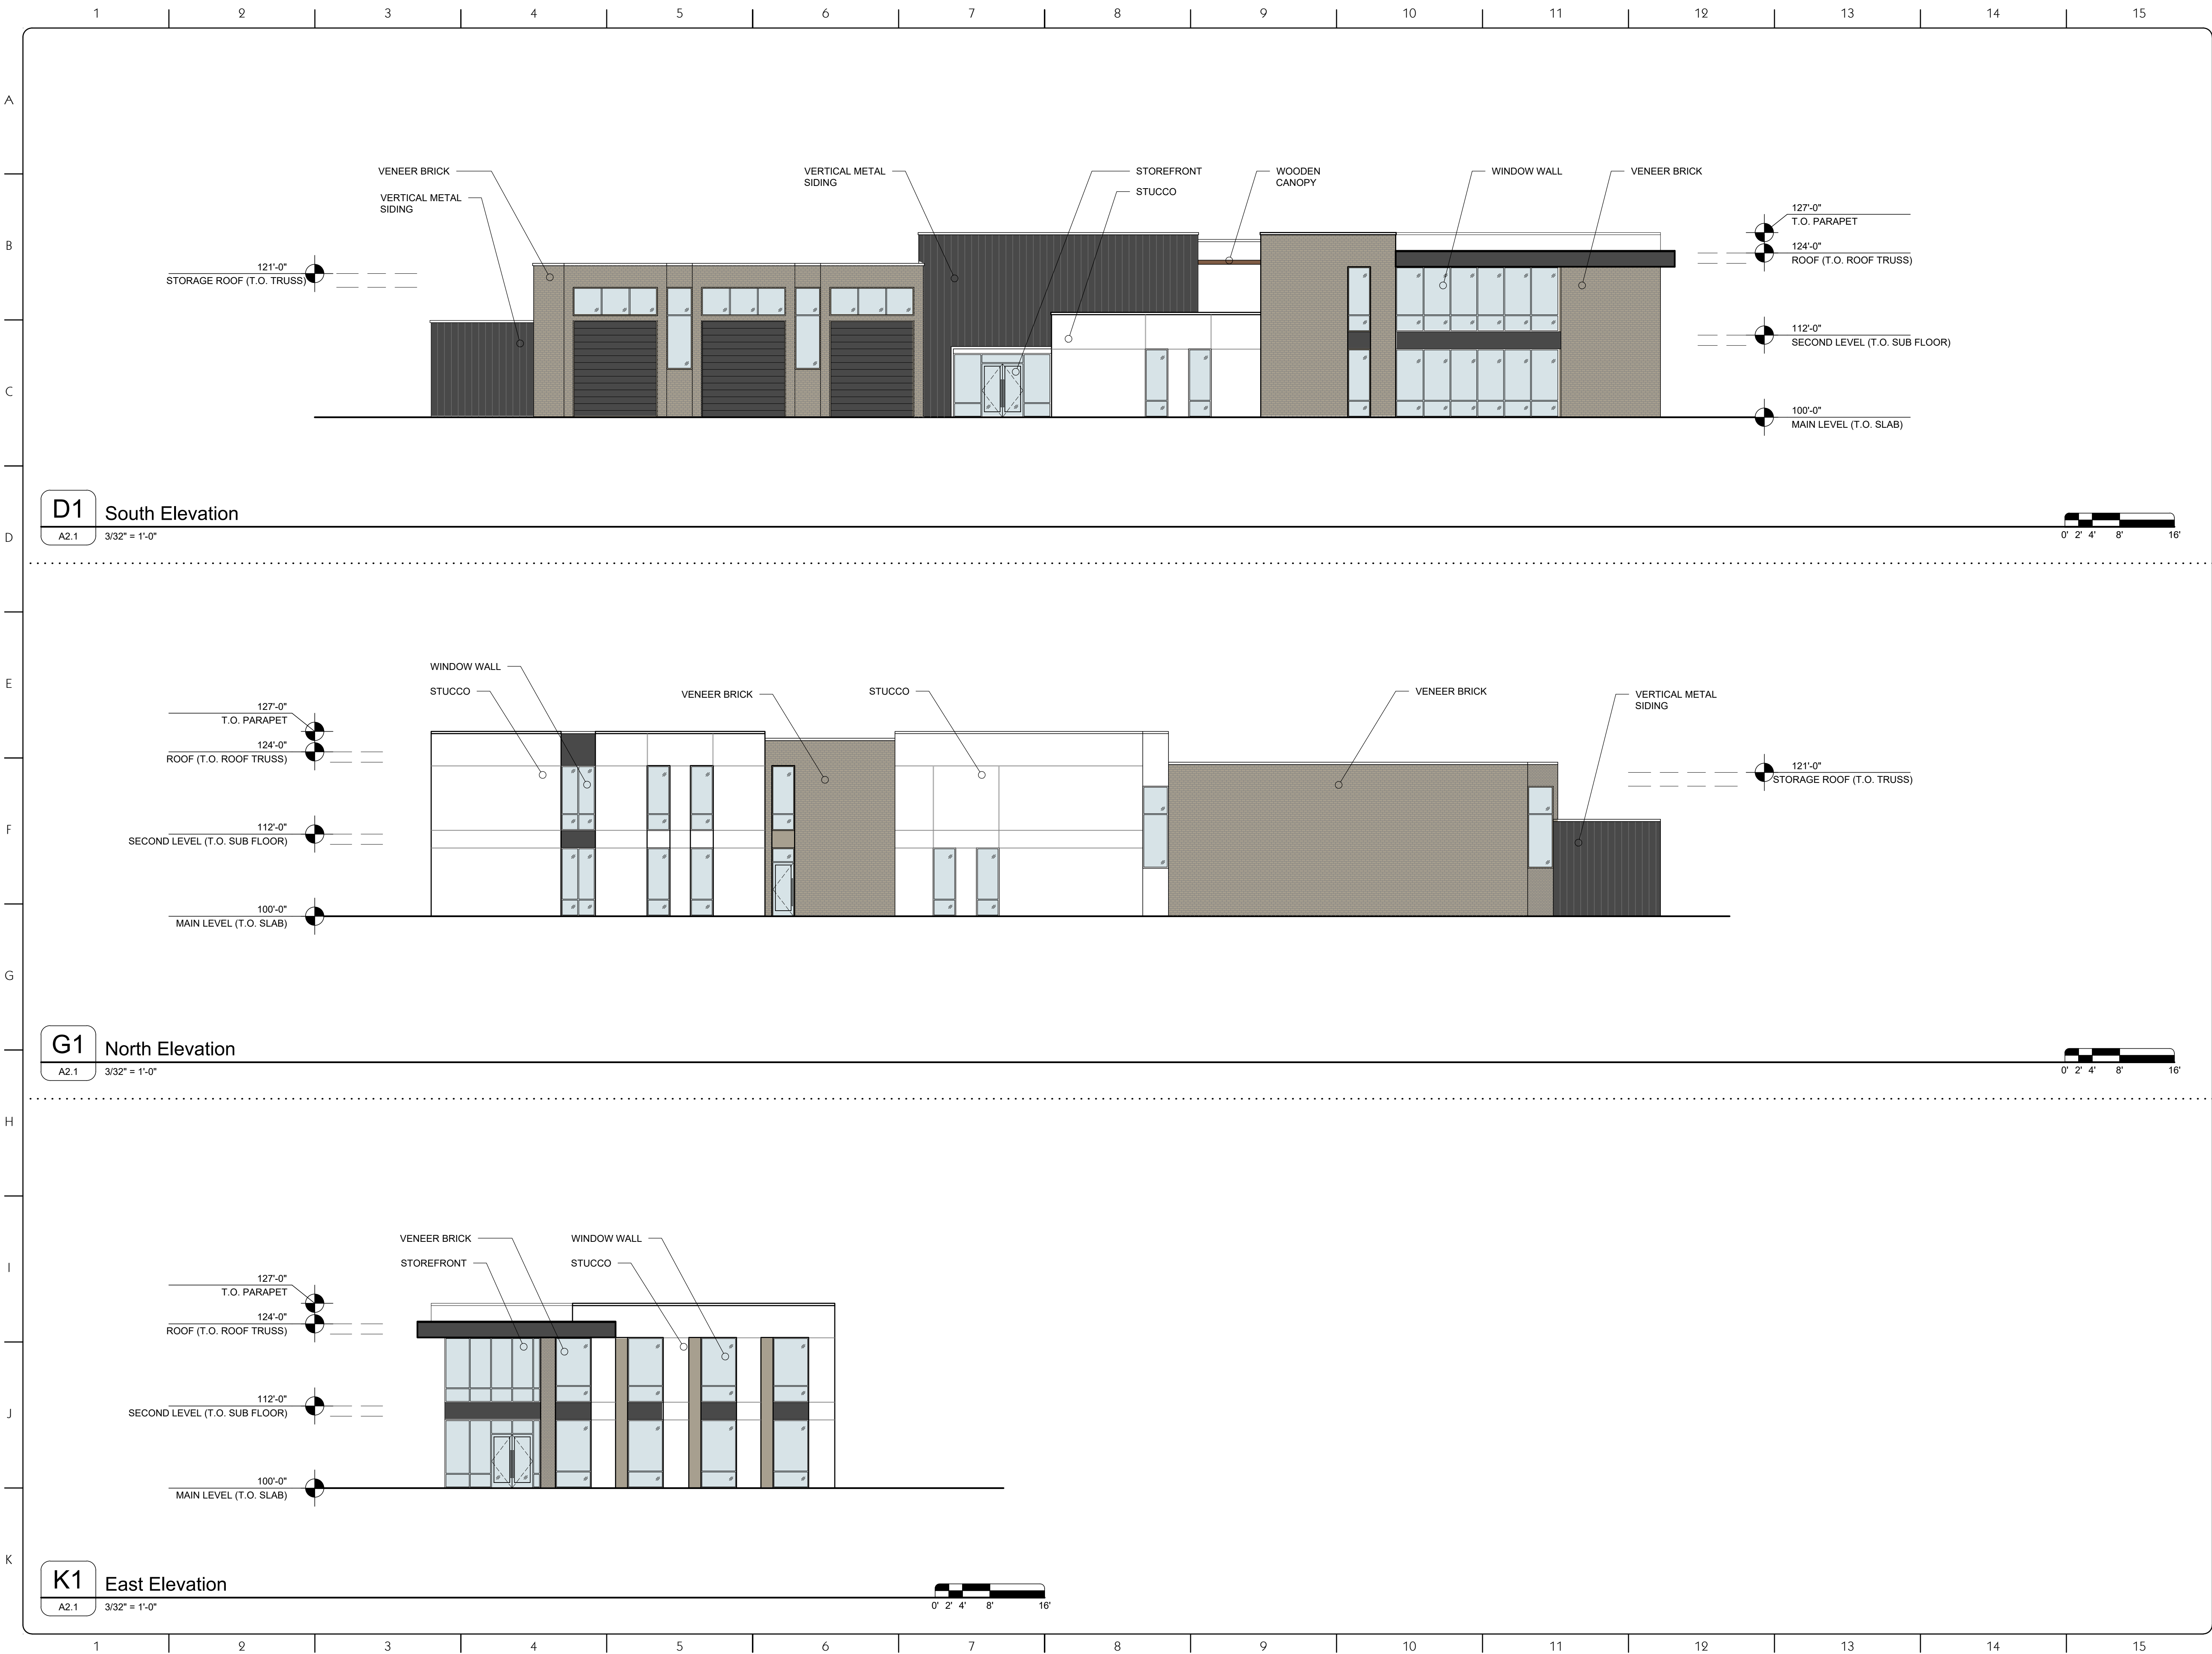 1 2 3 4 5 6 7 8 9 10 11 12 13 14 15
A
B
C
D
E
F
G
H
I
J
K
VENEER BRICK
VERTICAL METAL
SIDING
VERTICAL METAL
SIDING
STOREFRONT
STUCCO
WOODEN
CANOPY
WINDOW WALL
VENEER BRICK
121'-0"
STORAGE ROOF (T.O. TRUSS)
127'-0"
T.O. PARAPET
124'-0"
ROOF (T.O. ROOF TRUSS)
112'-0"
SECOND LEVEL (T.O. SUB FLOOR)
100'-0"
MAIN LEVEL (T.O. SLAB)
D1 South Elevation
A2.1 3/32" = 1'-0"
0' 2' 4' 8' 16'
WINDOW WALL
STUCCO
VENEER BRICK
STUCCO
VENEER BRICK
VERTICAL METAL
SIDING
127'-0"
T.O. PARAPET
124'-0"
ROOF (T.O. ROOF TRUSS)
112'-0"
SECOND LEVEL (T.O. SUB FLOOR)
100'-0"
MAIN LEVEL (T.O. SLAB)
121'-0"
STORAGE ROOF (T.O. TRUSS)
G1 North Elevation
A2.1 3/32" = 1'-0"
0' 2' 4' 8' 16'
VENEER BRICK
STOREFRONT
WINDOW WALL
STUCCO
127'-0"
T.O. PARAPET
124'-0"
ROOF (T.O. ROOF TRUSS)
112'-0"
SECOND LEVEL (T.O. SUB FLOOR)
100'-0"
MAIN LEVEL (T.O. SLAB)
K1 East Elevation
A2.1 3/32" = 1'-0"
0' 2' 4' 8' 16'
1 2 3 4 5 6 7 8 9 10 11 12 13 14 15